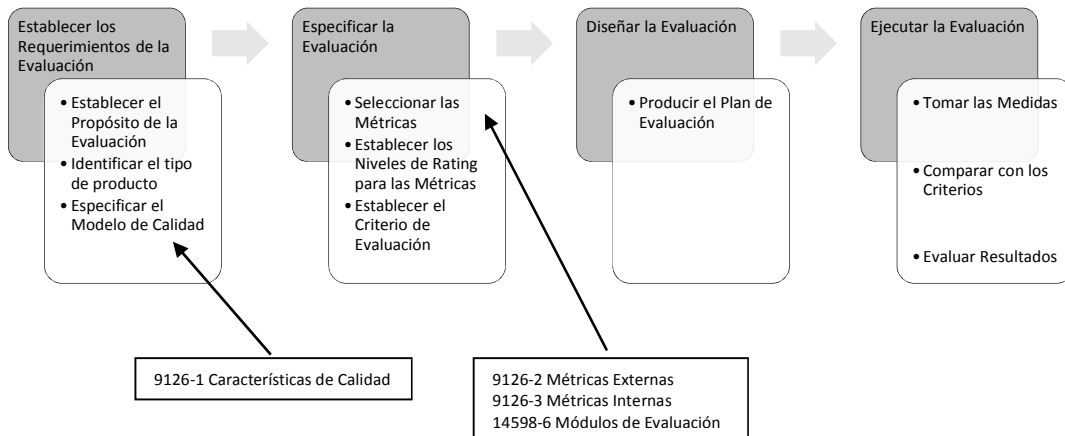 Establecer los
Requerimientos de la
Evaluación
• Establecer el
Propósito de la
Evaluación
• Identificar el tipo
de producto
• Especificar el
Modelo de Calidad
Especificar la
Evaluación
• Seleccionar las
Métricas
• Establecer los
Niveles de Rating
para las Métricas
• Establecer el
Criterio de
Evaluación
Diseñar la Evaluación
• Producir el Plan de
Evaluación
Ejecutar la Evaluación
• Tomar las Medidas
• Comparar con los
Criterios
• Evaluar Resultados
9126-1 Características de Calidad
9126-2 Métricas Externas
9126-3 Métricas Internas
14598-6 Módulos de Evaluación